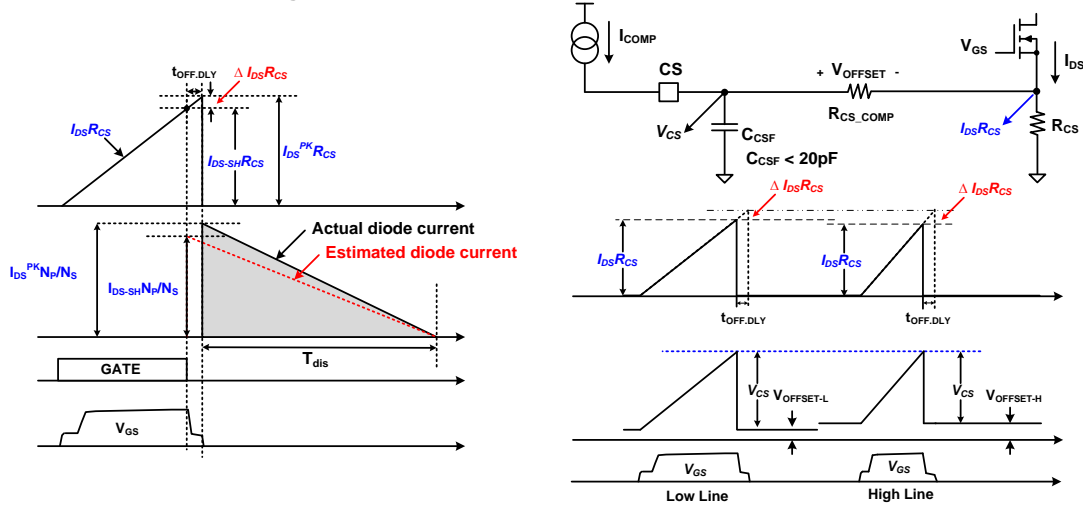 tOFF.DLY
Δ IDSRCS
IDSRCS
IDS-SHRCS
IDSPKRCS
Actual diode current
Estimated diode current
IDSPKNP/NS
IDS-SHNP/NS
Tdis
GATE
VGS
ICOMP
CS
+ VOFFSET -
RCS_COMP
VCS
CCSF
CCSF < 20pF
VGS
IDS
IDSRCS
RCS
Δ IDSRCS
Δ IDSRCS
IDSRCS
IDSRCS
tOFF.DLY
tOFF.DLY
VCS
VOFFSET-L
VCS
VOFFSET-H
VGS
VGS
Low Line
High Line